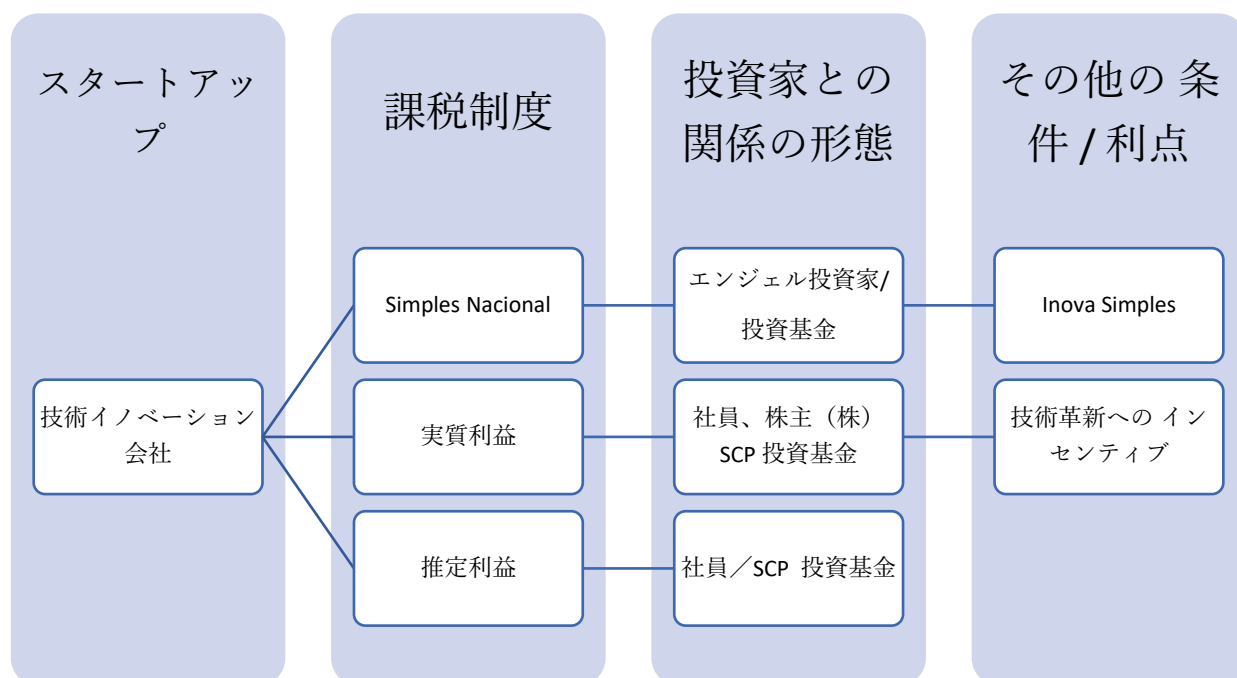 スタートアッ
プ
課税制度
投資家との
関係の形態
その他の 条
件 / 利点
Simples Nacional
エンジェル投資家/
投資基金
Inova Simples
技術イノベーション
会社
実質利益
社員、株主（株）
SCP 投資基金
技術革新への イン
センティブ
推定利益
社員／SCP 投資基金